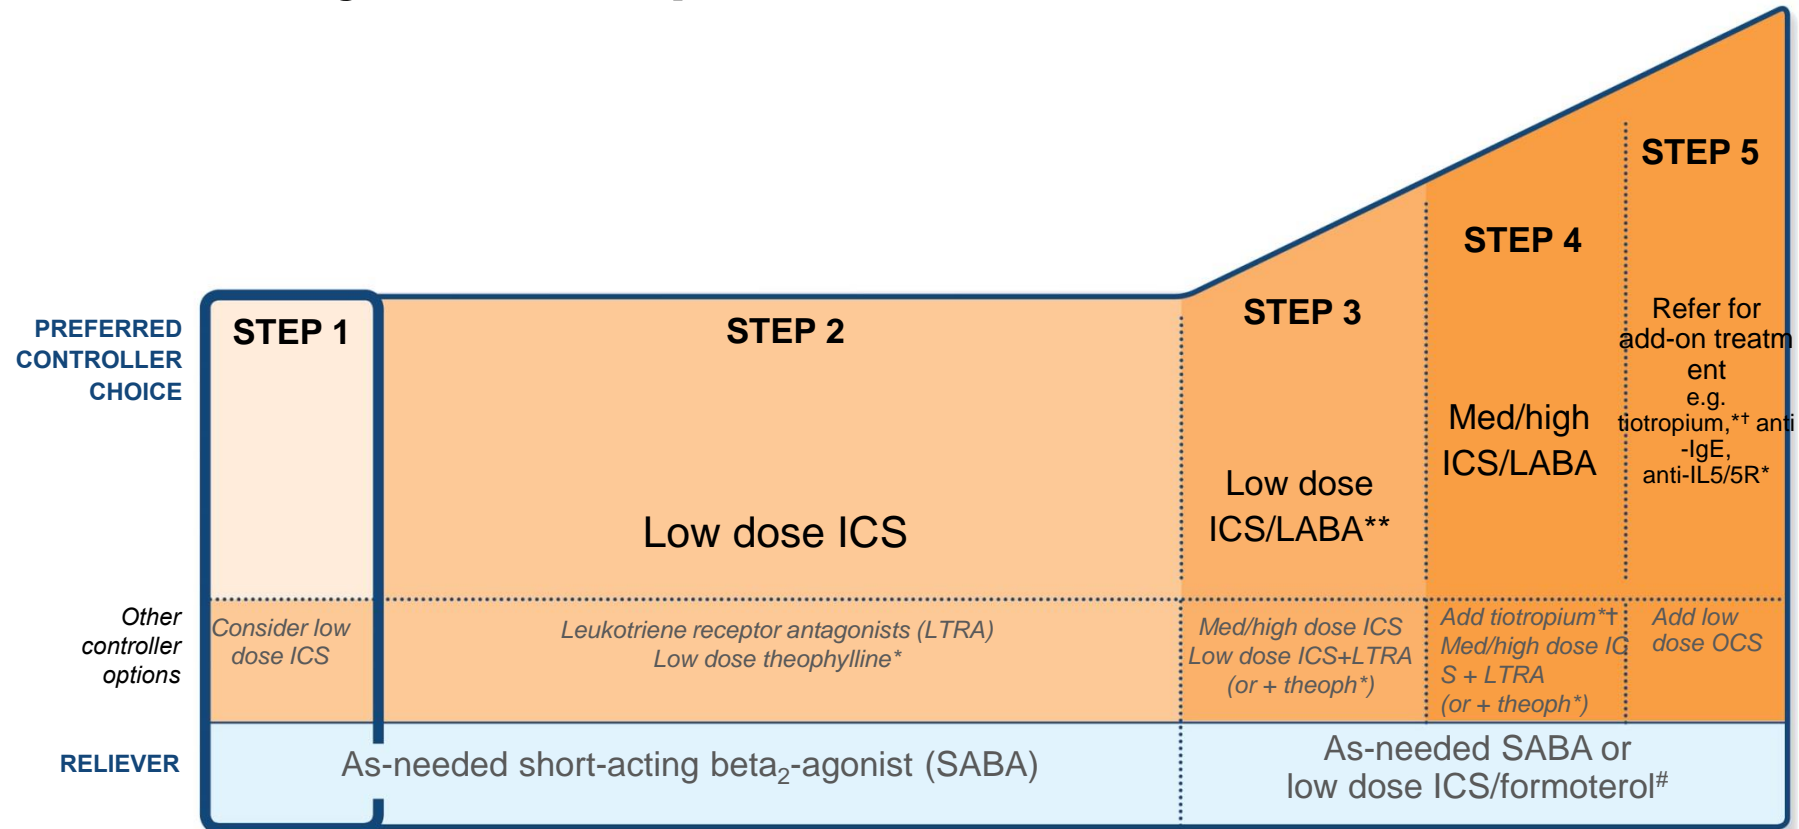 STEP 5
STEP 4
STEP 3
PREFERRED
CONTROLLER
CHOICE
STEP 1
STEP 2
Low dose ICS
Low dose
ICS/LABA**
Med/high
ICS/LABA
Refer for
add-on treatm
ent
e.g.
tiotropium,*† anti
-IgE,
anti-IL5/5R*
Other
controller
options
Consider low
dose ICS
Leukotriene receptor antagonists (LTRA)
Low dose theophylline*
Med/high dose ICS
Low dose ICS+LTRA
(or + theoph*)
Add tiotropium*†
Med/high dose IC
S + LTRA
(or + theoph*)
Add low
dose OCS
RELIEVER
As-needed short-acting beta2-agonist (SABA)
As-needed SABA or
low dose ICS/formoterol#